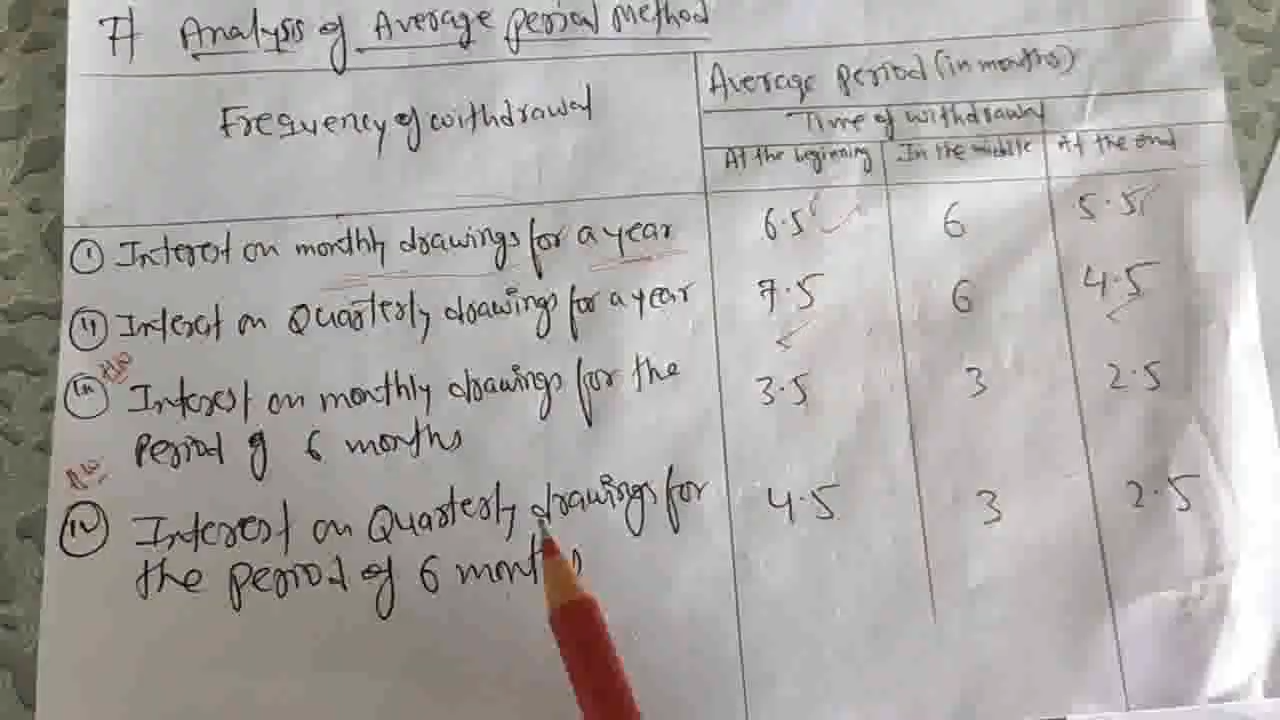 7) Analysis of Average period Method
Frequency of withdrawal
Average period (in months)
Time of withdrawal
At the beginning In the middle At the end
(i) Interest on monthly drawings for a year 6.5 6 5.5
(ii) Interest on Quarterly drawings for a year 7.5 6 4.5
(iii) Interest on monthly drawings for the 3.5 3 2.5
period of 6 months
(iv) Interest on Quarterly drawings for 4.5 3 2.5
the period of 6 months